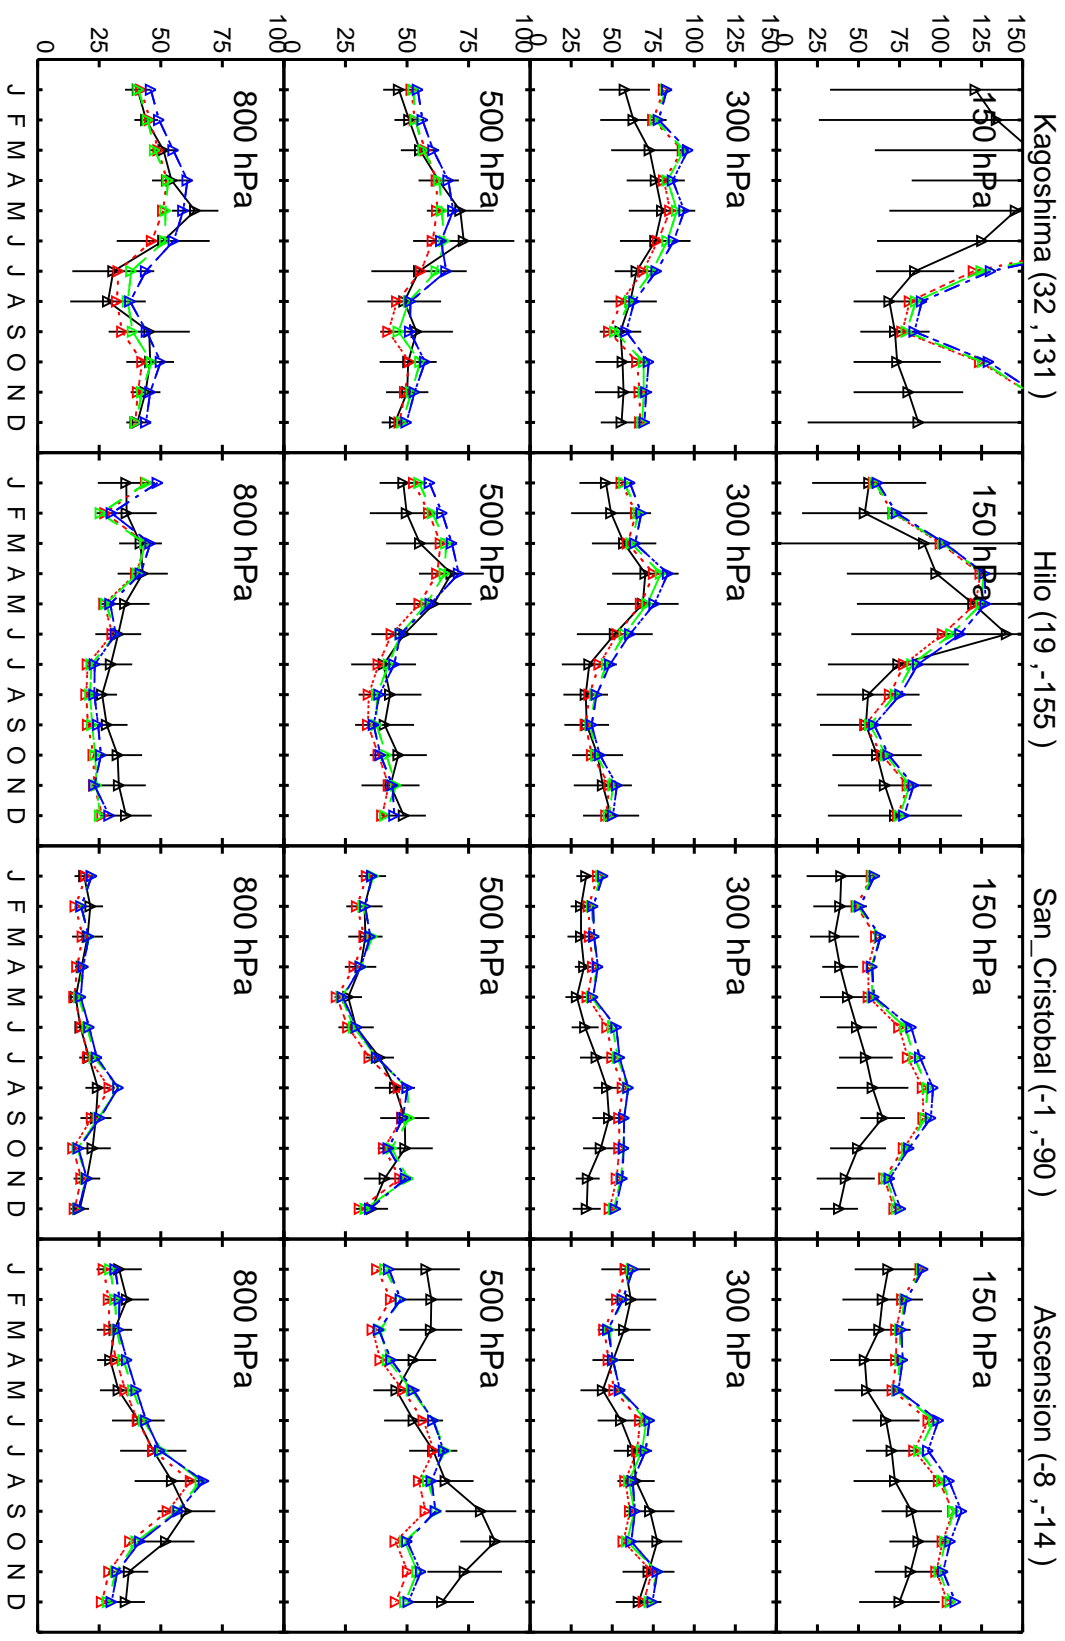 Kagoshima (32 ,131 )
Hilo (19 ,-155 )
San_Cristobal (-1 ,-90 )
Ascension (-8 ,-14 )
150
125
100
75
50
25
0
150 hPa
150 hPa
150 hPa
150 hPa
150
125
100
75
50
25
0
300 hPa
300 hPa
300 hPa
300 hPa
100
75
50
25
0
500 hPa
500 hPa
500 hPa
500 hPa
100
75
50
25
0
800 hPa
800 hPa
800 hPa
800 hPa
J F M A M J J A S O N D
J F M A M J J A S O N D
J F M A M J J A S O N D
J F M A M J J A S O N D